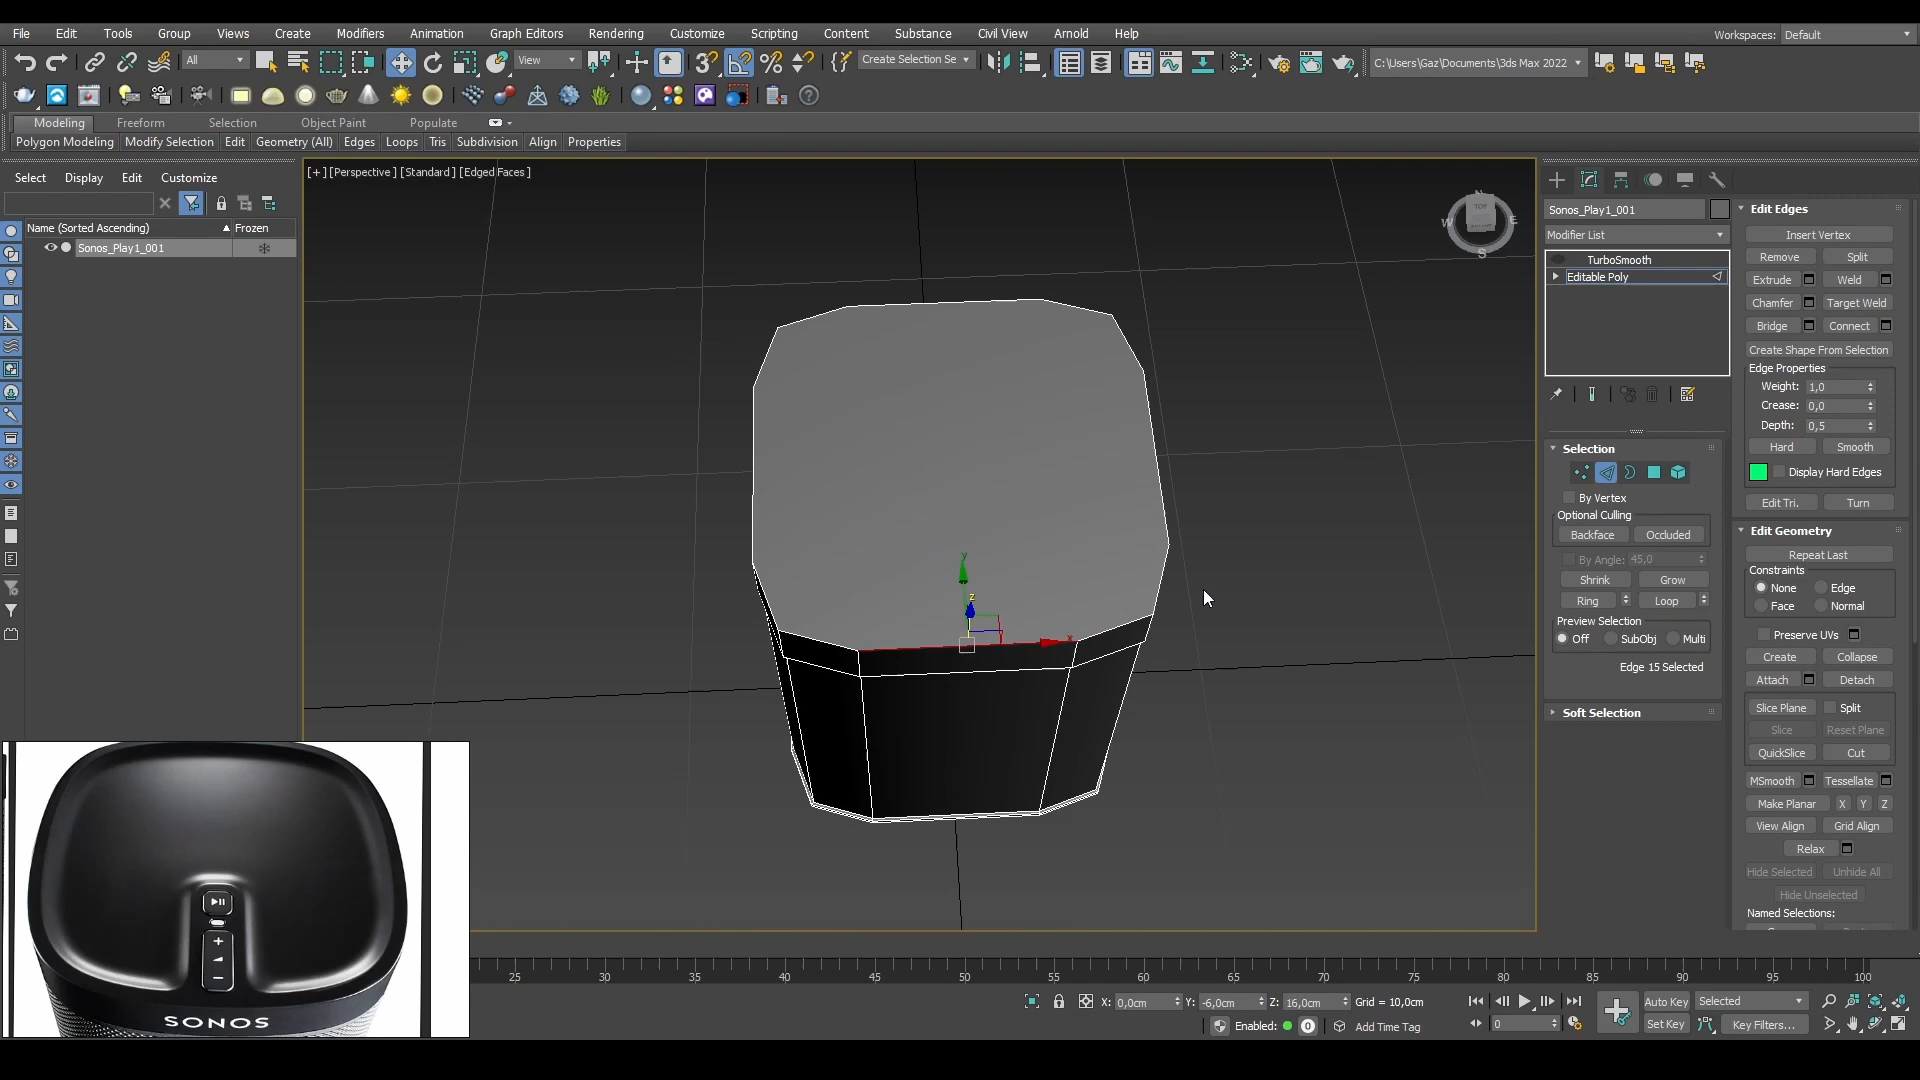 File Edit Tools Group Views Create Modifiers Animation Graph Editors Rendering Customize Scripting Content Substance Civil View Arnold Help
Workspaces: Default
All View Create Selection Se C:\Users\Gaz\Documents\3ds Max 2022
Modeling Freeform Selection Object Paint Populate
Polygon Modeling Modify Selection Edit Geometry (All) Edges Loops Tris Subdivision Align Properties
Select Display Edit Customize
Name (Sorted Ascending) Frozen
Sonos_Play1_001
[+] [Perspective ] [Standard ] [Edged Faces ]
TOP
N
W
E
S
y
z
x
SONOS
Sonos_Play1_001
Modifier List
TurboSmooth
Editable Poly
Selection
By Vertex
Optional Culling
Backface Occluded
By Angle: 45,0
Shrink Grow
Ring Loop
Preview Selection
Off SubObj Multi
Edge 15 Selected
Soft Selection
Edit Edges
Insert Vertex
Remove Split
Extrude Weld
Chamfer Target Weld
Bridge Connect
Create Shape From Selection
Edge Properties
Weight: 1,0
Crease: 0,0
Depth: 0,5
Hard Smooth
Display Hard Edges
Edit Tri. Turn
Edit Geometry
Repeat Last
Constraints
None Edge
Face Normal
Preserve UVs
Create Collapse
Attach Detach
Slice Plane Split
Slice Reset Plane
QuickSlice Cut
MSmooth Tessellate
Make Planar X Y Z
View Align Grid Align
Relax
Hide Selected Unhide All
Hide Unselected
Named Selections:
25 30 35 40 45 50 55 60 65 70 75 80 85 90 95 100
X: 0,0cm Y: -6,0cm Z: 16,0cm Grid = 10,0cm
Enabled: 0 Add Time Tag
0
Auto Key Selected
Set Key Key Filters...